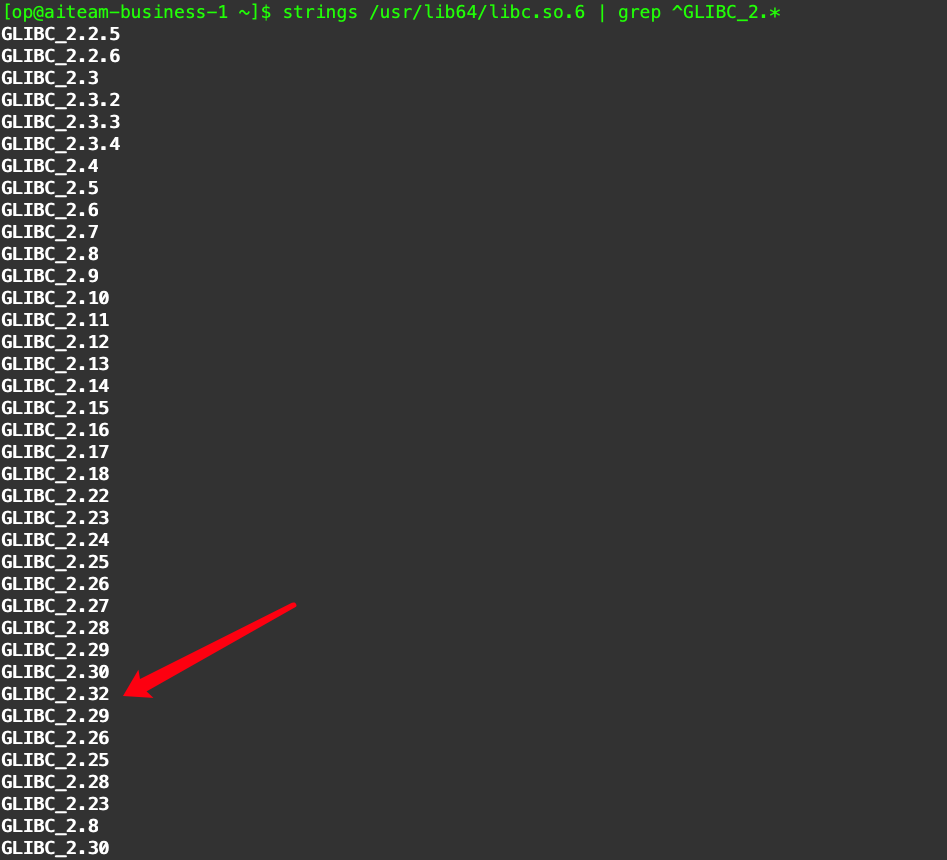 [op@aiteam-business-1 ~]$ strings /usr/lib64/libc.so.6 | grep ^GLIBC_2.*
GLIBC_2.2.5
GLIBC_2.2.6
GLIBC_2.3
GLIBC_2.3.2
GLIBC_2.3.3
GLIBC_2.3.4
GLIBC_2.4
GLIBC_2.5
GLIBC_2.6
GLIBC_2.7
GLIBC_2.8
GLIBC_2.9
GLIBC_2.10
GLIBC_2.11
GLIBC_2.12
GLIBC_2.13
GLIBC_2.14
GLIBC_2.15
GLIBC_2.16
GLIBC_2.17
GLIBC_2.18
GLIBC_2.22
GLIBC_2.23
GLIBC_2.24
GLIBC_2.25
GLIBC_2.26
GLIBC_2.27
GLIBC_2.28
GLIBC_2.29
GLIBC_2.30
GLIBC_2.32
GLIBC_2.29
GLIBC_2.26
GLIBC_2.25
GLIBC_2.28
GLIBC_2.23
GLIBC_2.8
GLIBC_2.30